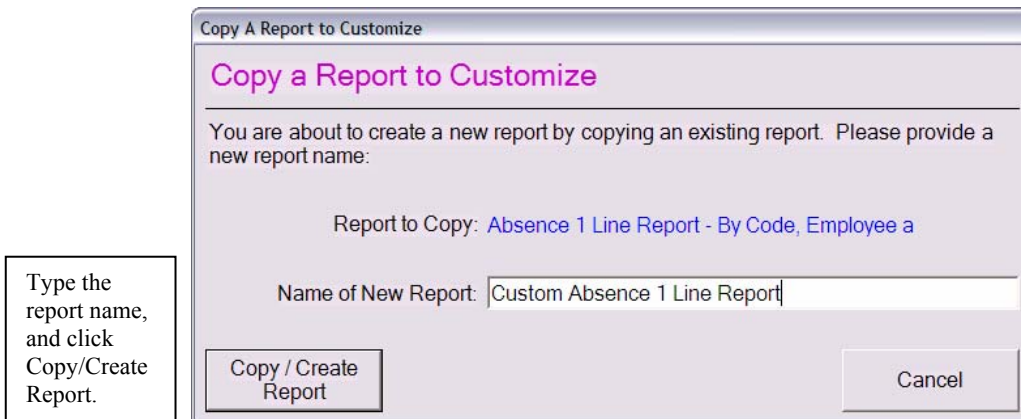 Copy A Report to Customize
Copy a Report to Customize
You are about to create a new report by copying an existing report.  Please provide a
new report name:
Report to Copy: Absence 1 Line Report - By Code, Employee a
Name of New Report: Custom Absence 1 Line Report
Type the
report name,
and click
Copy/Create
Report.
Copy / Create
Report
Cancel